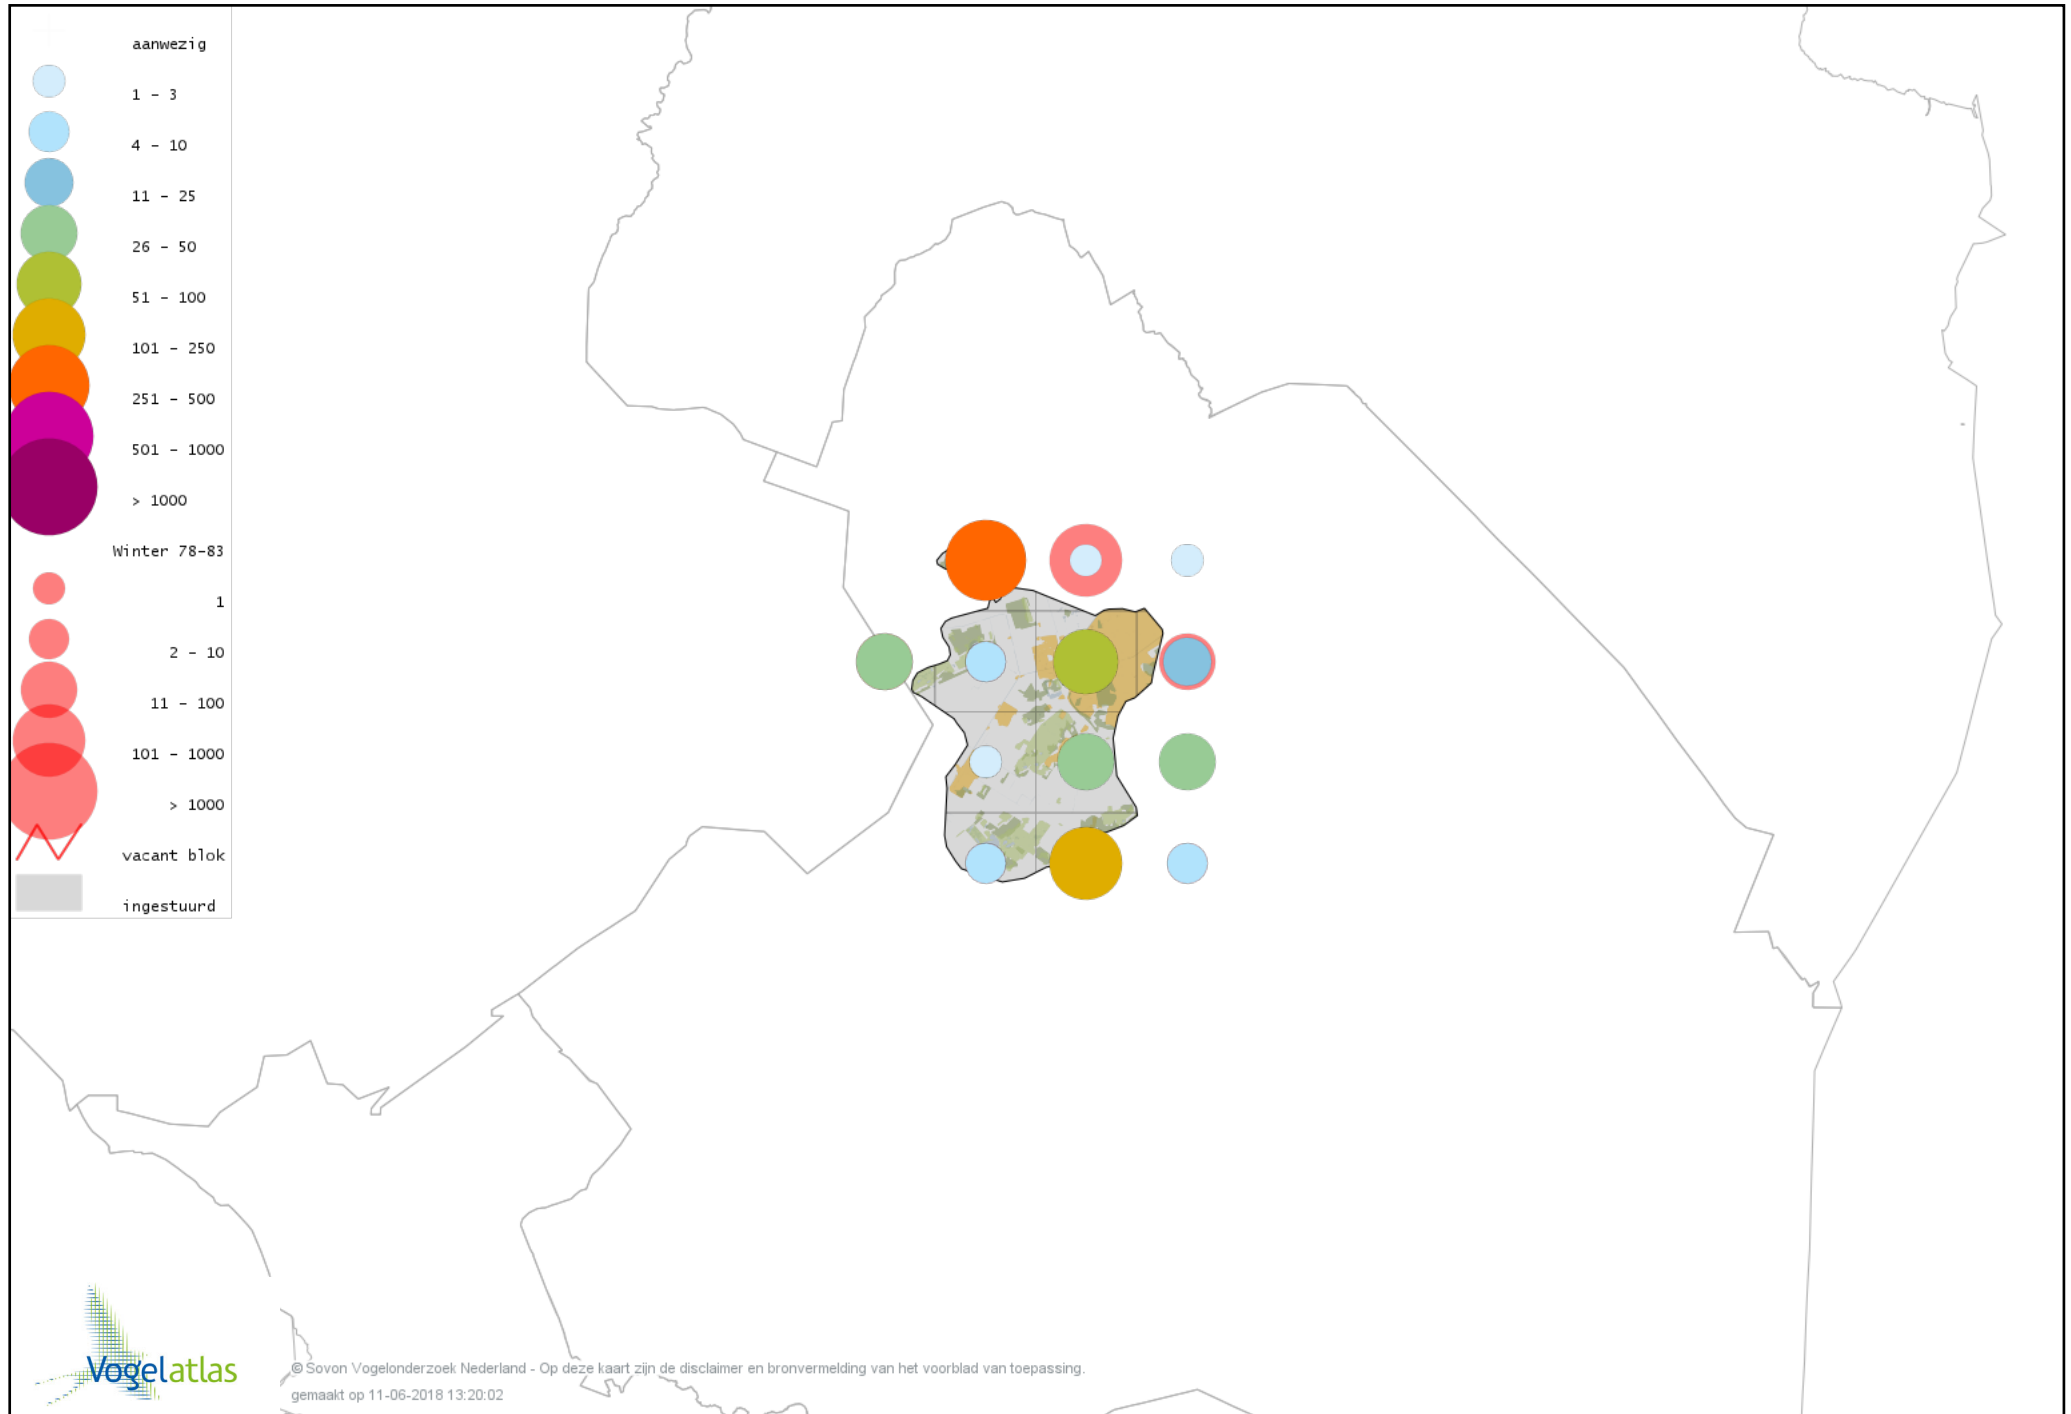 aanwezig
1 - 3
4 - 10
11 - 25
26 - 50
51 - 100
101 - 250
251 - 500
501 - 1000
> 1000
Winter 78-83
1
2 - 10
11 - 100
101 - 1000
> 1000
vacant blok
ingestuurd
Vogelatlas
© Sovon Vogelonderzoek Nederland - Op deze kaart zijn de disclaimer en bronvermelding van het voorblad van toepassing.
gemaakt op 11-06-2018 13:20:02